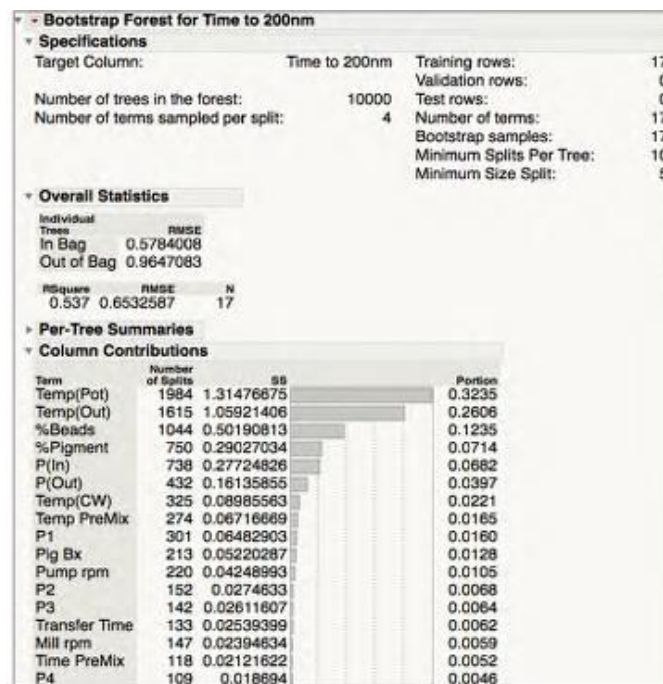 Bootstrap Forest for Time to 200nm
Specifications
Target Column: Time to 200nm Training rows: 17
Validation rows: 0
Number of trees in the forest: 10000 Test rows: 0
Number of terms sampled per split: 4 Number of terms: 17
Bootstrap samples: 17
Minimum Splits Per Tree: 10
Minimum Size Split: 5
Overall Statistics
Individual
Trees RMSE
In Bag 0.5784008
Out of Bag 0.9647083
RSquare RMSE N
0.537 0.6532587 17
Per-Tree Summaries
Column Contributions
Number
Term of Splits SS Portion
Temp(Pot) 1984 1.31476675 0.3235
Temp(Out) 1615 1.05921406 0.2606
%Beads 1044 0.50190813 0.1235
%Pigment 750 0.29027034 0.0714
P(In) 738 0.27724826 0.0682
P(Out) 432 0.16135855 0.0397
Temp(CW) 325 0.08985563 0.0221
Temp PreMix 274 0.06716669 0.0165
P1 301 0.06482903 0.0160
Pig Bx 213 0.05220287 0.0128
Pump rpm 220 0.04248993 0.0105
P2 152 0.0274633 0.0068
P3 142 0.02611607 0.0064
Transfer Time 133 0.02539399 0.0062
Mill rpm 147 0.02394634 0.0059
Time PreMix 118 0.02121622 0.0052
P4 109 0.018694 0.0046